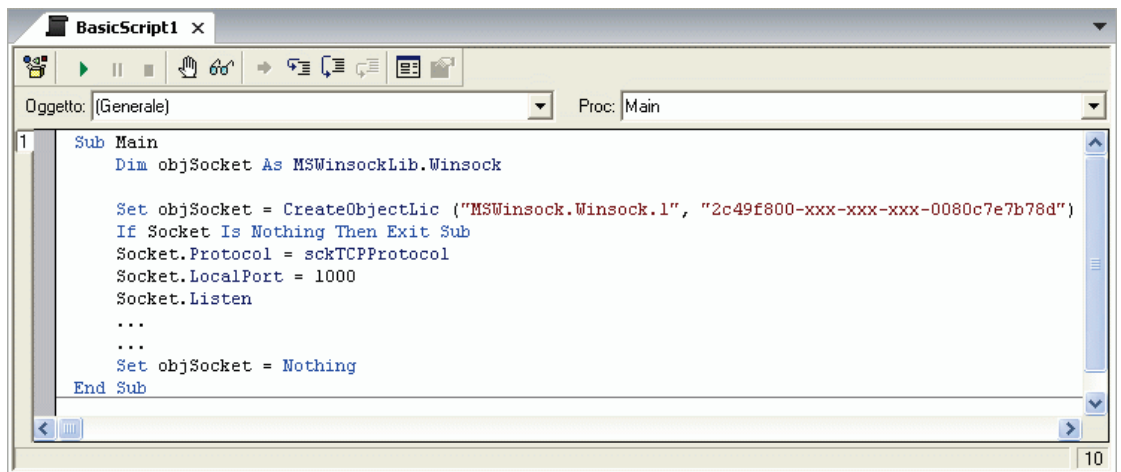 BasicScript1
Oggetto: (Generale) Proc: Main
1
Sub Main
Dim objSocket As MSWinsockLib.Winsock
Set objSocket = CreateObjectLic ("MSWinsock.Winsock.1", "2c49f800-xxx-xxx-xxx-0080c7e7b78d")
If Socket Is Nothing Then Exit Sub
Socket.Protocol = sckTCPProtocol
Socket.LocalPort = 1000
Socket.Listen
...
...
Set objSocket = Nothing
End Sub
10